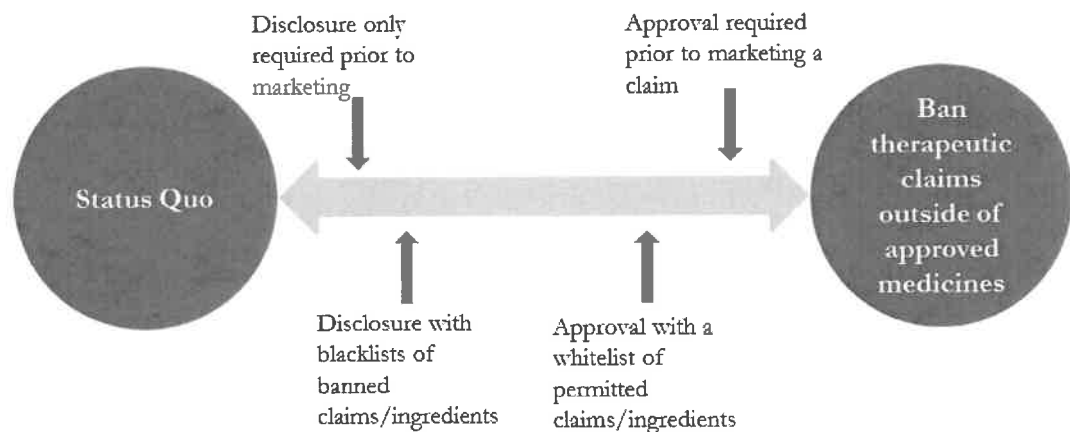 Disclosure only
required prior to
marketing
Approval required
prior to marketing a
claim
Status Quo
Ban
therapeutic
claims
outside of
approved
medicines
Disclosure with
blacklists of
banned
claims/ingredients
Approval with a
whitelist of
permitted
claims/ingredients